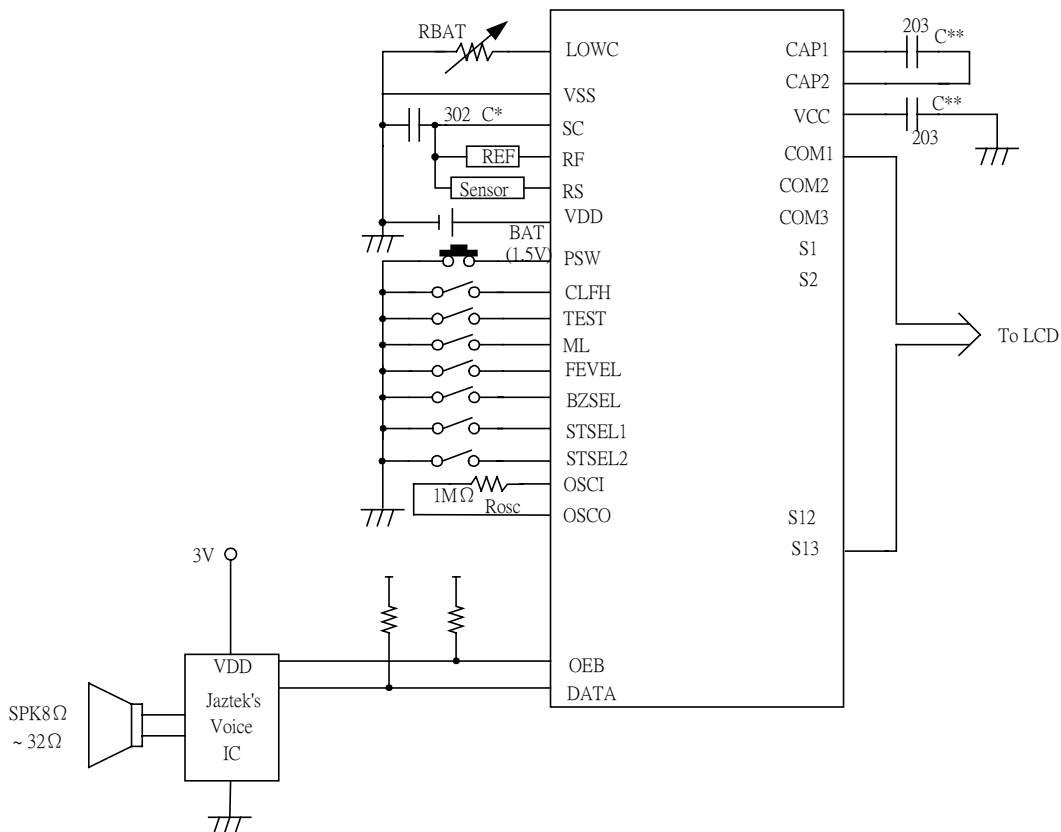 RBAT
LOWC
VSS
302 C*
SC
REF
RF
Sensor
RS
VDD
BAT
(1.5V)
PSW
CLFH
TEST
ML
FEVEL
BZSEL
STSEL1
STSEL2
OSCI
1MΩ
Rosc
OSCO
CAP1
203 C**
CAP2
VCC
C**
203
COM1
COM2
COM3
S1
S2
To LCD
S12
S13
3V
OEB
DATA
VDD
Jaztek's
Voice
IC
SPK8Ω
~ 32Ω